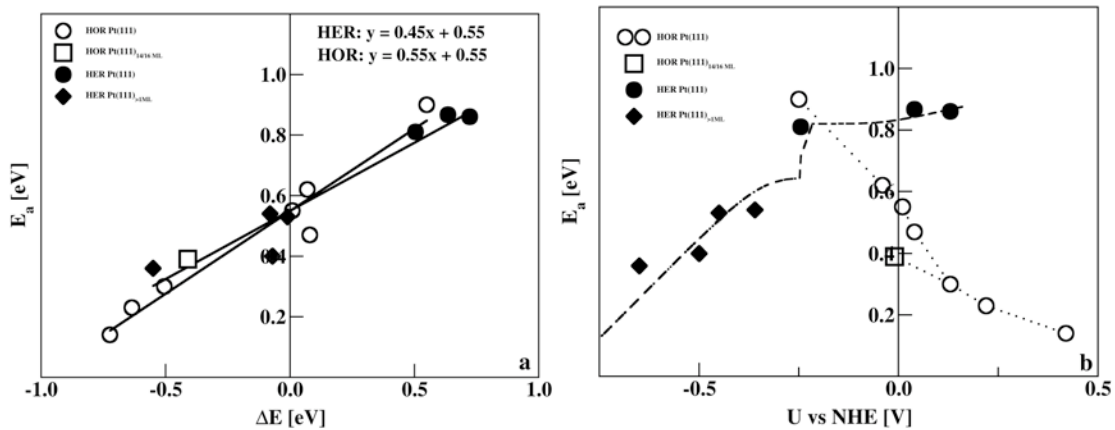 HOR Pt(111)
HOR Pt(111)14/16 ML
HER Pt(111)
HER Pt(111)>1ML
HER: y = 0.45x + 0.55
HOR: y = 0.55x + 0.55
1.0
0.8
0.6
0.4
0.2
Ea [eV]
-1.0
-0.5
0.0
0.5
1.0
ΔE [eV]
a
HOR Pt(111)
HOR Pt(111)14/16 ML
HER Pt(111)
HER Pt(111)>1ML
1.0
0.8
0.6
0.4
0.2
Ea [eV]
-0.5
0.0
0.5
U vs NHE [V]
b